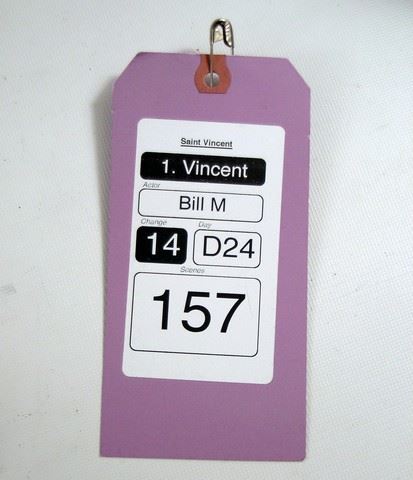 Saint Vincent
1. Vincent
Actor
Bill M
Change Day
14 D24
Scenes
157